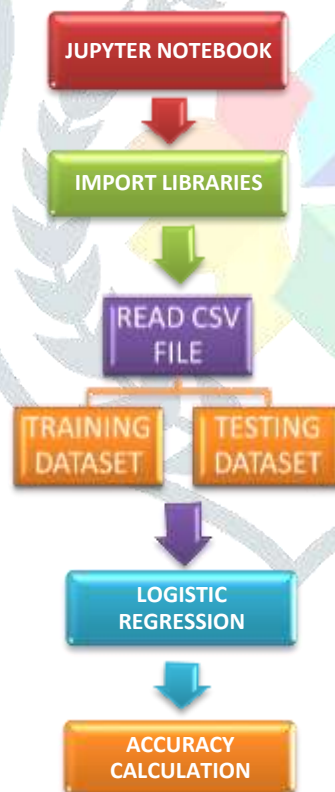 JUPYTER NOTEBOOK
IMPORT LIBRARIES
READ CSV
FILE
TRAINING
DATASET
TESTING
DATASET
LOGISTIC
REGRESSION
ACCURACY
CALCULATION